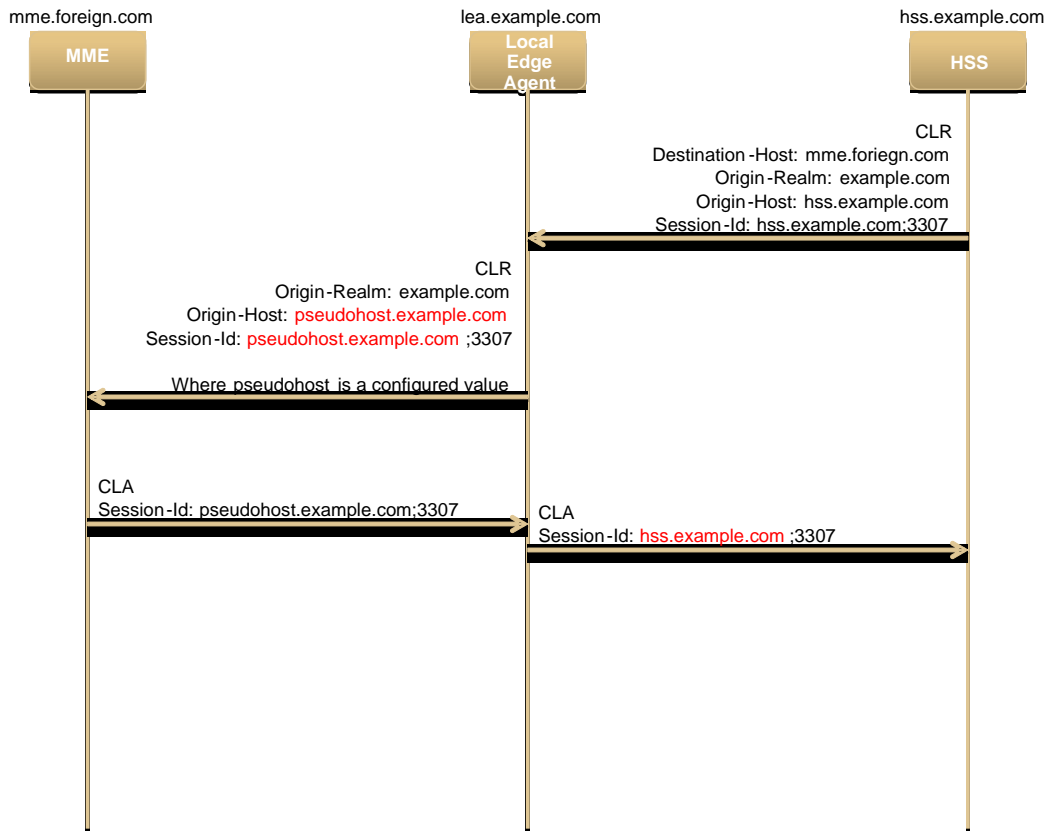 mme.foreign.com
lea.example.com
hss.example.com
MME
Local
Edge
Agent
HSS
CLR
Destination-Host: mme.foriegn.com
Origin-Realm: example.com
Origin-Host: hss.example.com
Session-Id: hss.example.com;3307
CLR
Origin-Realm: example.com
Origin-Host: pseudohost.example.com
Session-Id: pseudohost.example.com ;3307
Where pseudohost is a configured value
CLA
Session-Id: pseudohost.example.com;3307
CLA
Session-Id: hss.example.com ;3307